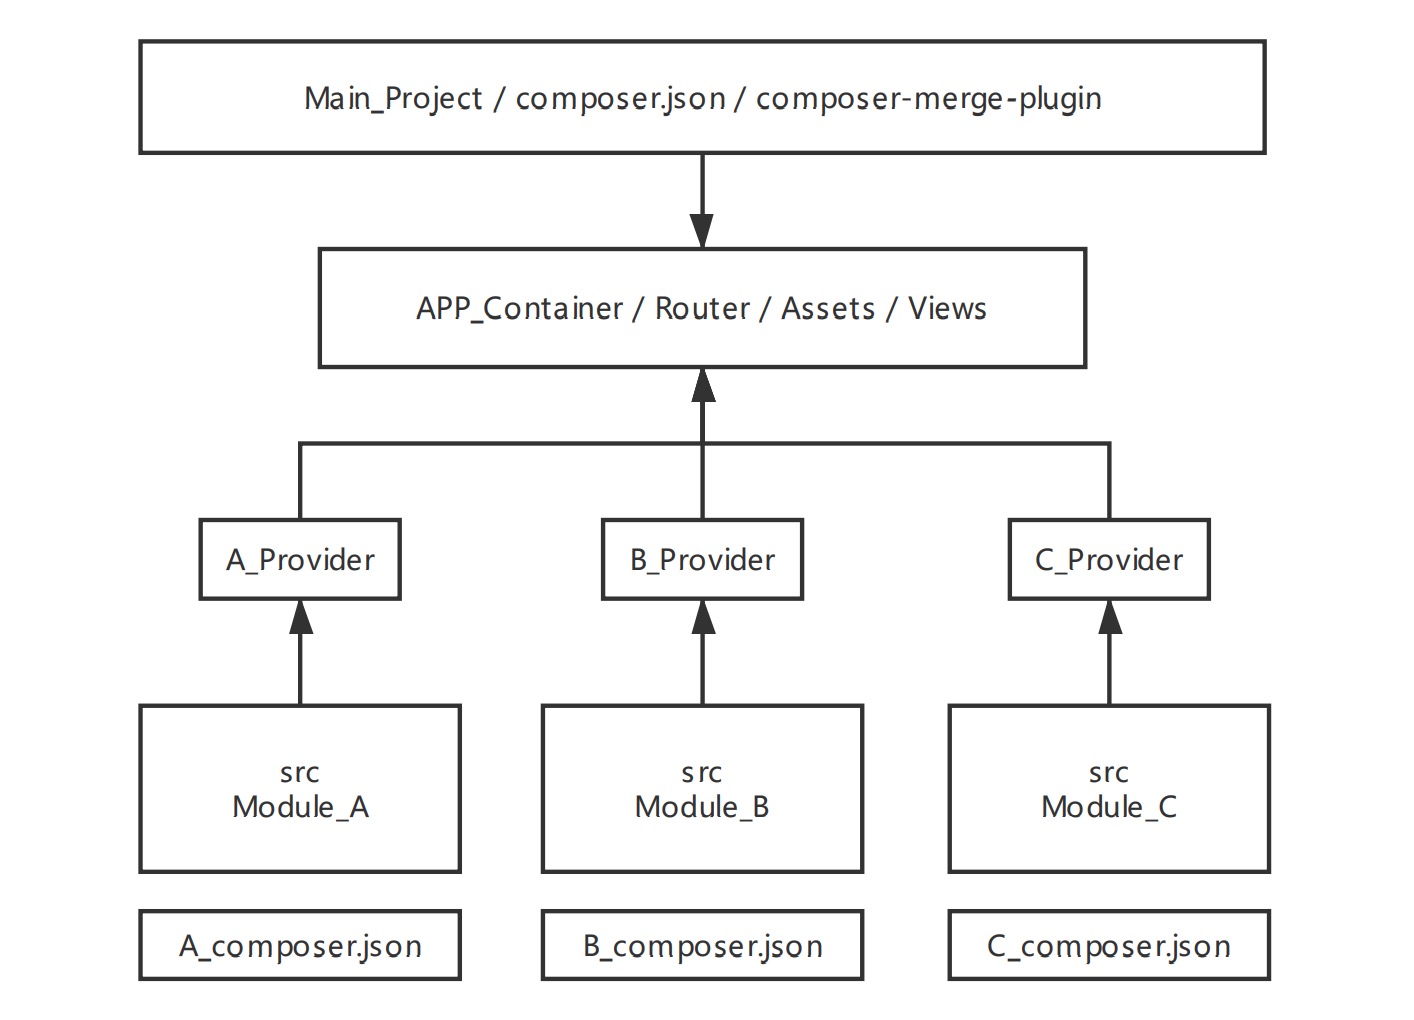 Main_Project / composer.json / composer-merge-plugin
APP_Container / Router / Assets / Views
A_Provider
B_Provider
C_Provider
src
Module_A
src
Module_B
src
Module_C
A_composer.json
B_composer.json
C_composer.json